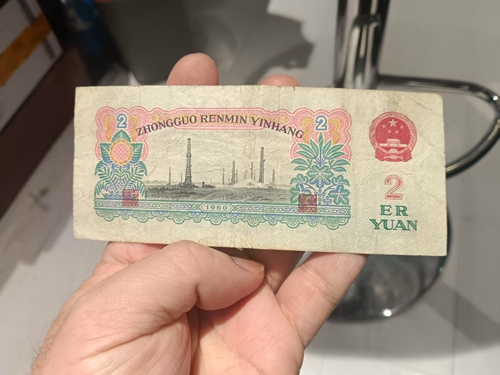 2 2
ZHONGGUO RENMIN YINHANG
1960
2
ER
YUAN